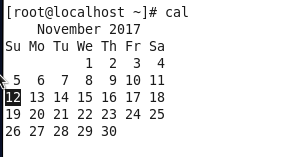 [root@localhost ~]# cal
    November 2017
Su Mo Tu We Th Fr Sa
          1  2  3  4
 5  6  7  8  9 10 11
12 13 14 15 16 17 18
19 20 21 22 23 24 25
26 27 28 29 30